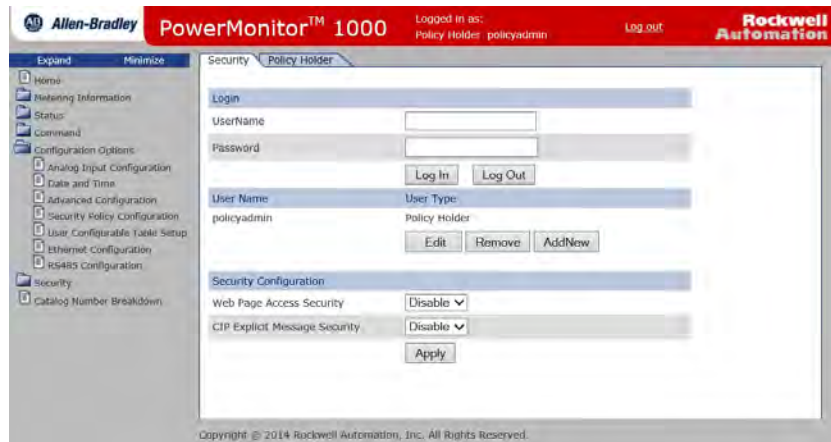 Allen-Bradley
PowerMonitor™ 1000
Logged in as:
Policy Holder policyadmin
Log out
Rockwell
Automation
Expand Minimize
Security Policy Holder
Home
Metering Information
Status
Command
Configuration Options
Analog Input Configuration
Date and Time
Advanced Configuration
Security Policy Configuration
User Configurable Table Setup
Ethernet Configuration
RS485 Configuration
Security
Catalog Number Breakdown
Login
UserName
Password
Log In Log Out
User Name User Type
policyadmin Policy Holder
Edit Remove AddNew
Security Configuration
Web Page Access Security Disable
CIP Explicit Message Security Disable
Apply
Copyright © 2014 Rockwell Automation, Inc. All Rights Reserved.